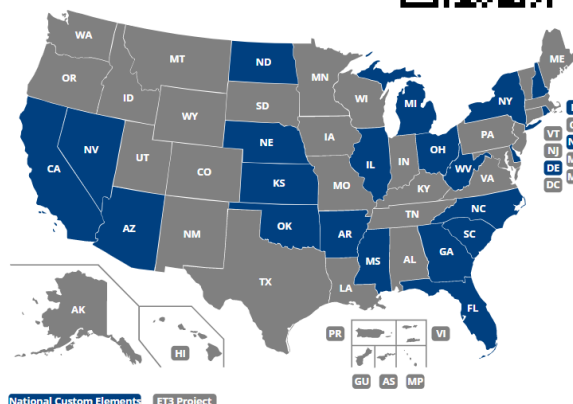 WA
MT
ND
MN
ME
OR
ID
SD
WI
MI
NY
WY
IA
NE
PA
NV
UT
CO
IL
IN
OH
WV
VA
VT
NJ
DE
DC
CA
KS
MO
KY
AZ
NM
OK
AR
TN
NC
SC
MS
AL
GA
TX
LA
FL
AK
HI
PR
VI
GU
AS
MP
National Custom Elements
ET3 Project